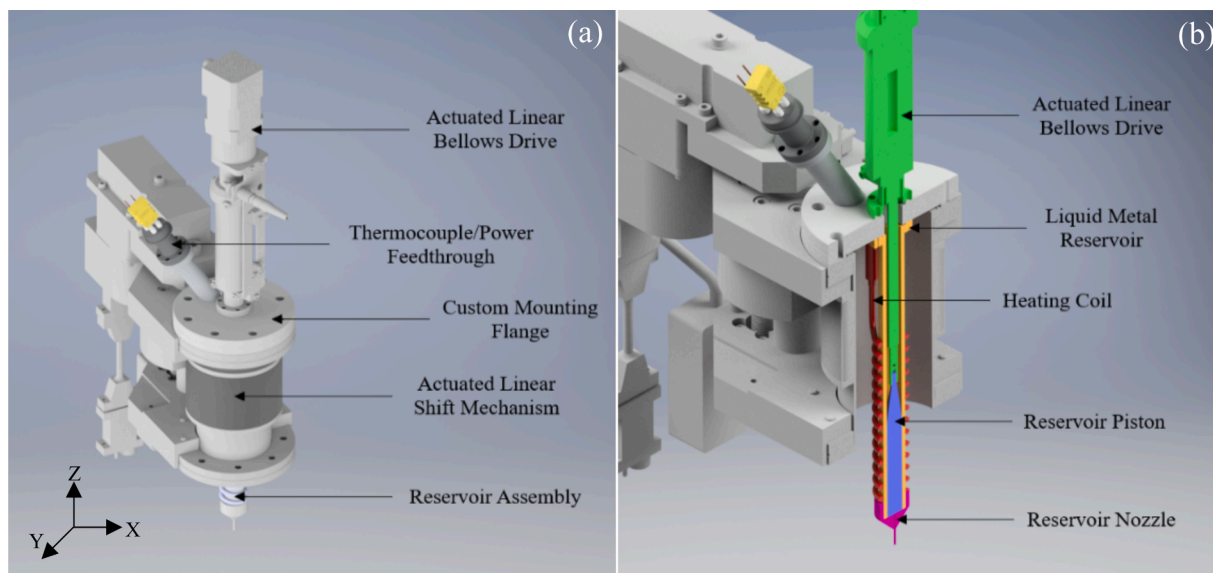 (a)
Actuated Linear
Bellows Drive
Thermocouple/Power
Feedthrough
Custom Mounting
Flange
Actuated Linear
Shift Mechanism
Reservoir Assembly
Z
X
Y
(b)
Actuated Linear
Bellows Drive
Liquid Metal
Reservoir
Heating Coil
Reservoir Piston
Reservoir Nozzle